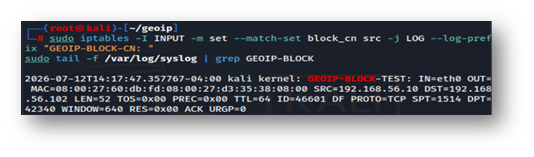 (root㉿kali)-[~/geoip]
# sudo iptables -I INPUT -m set --match-set block_cn src -j LOG --log-pref
ix "GEOIP-BLOCK-CN: "
sudo tail -f /var/log/syslog | grep GEOIP-BLOCK
2026-07-12T14:17:47.357767-04:00 kali kernel: GEOIP-BLOCK-TEST: IN=eth0 OUT=
MAC=08:00:27:60:db:fd:08:00:27:d3:35:38:08:00 SRC=192.168.56.10 DST=192.168
.56.102 LEN=52 TOS=0x00 PREC=0x00 TTL=64 ID=46601 DF PROTO=TCP SPT=1514 DPT=
42340 WINDOW=640 RES=0x00 ACK URGP=0